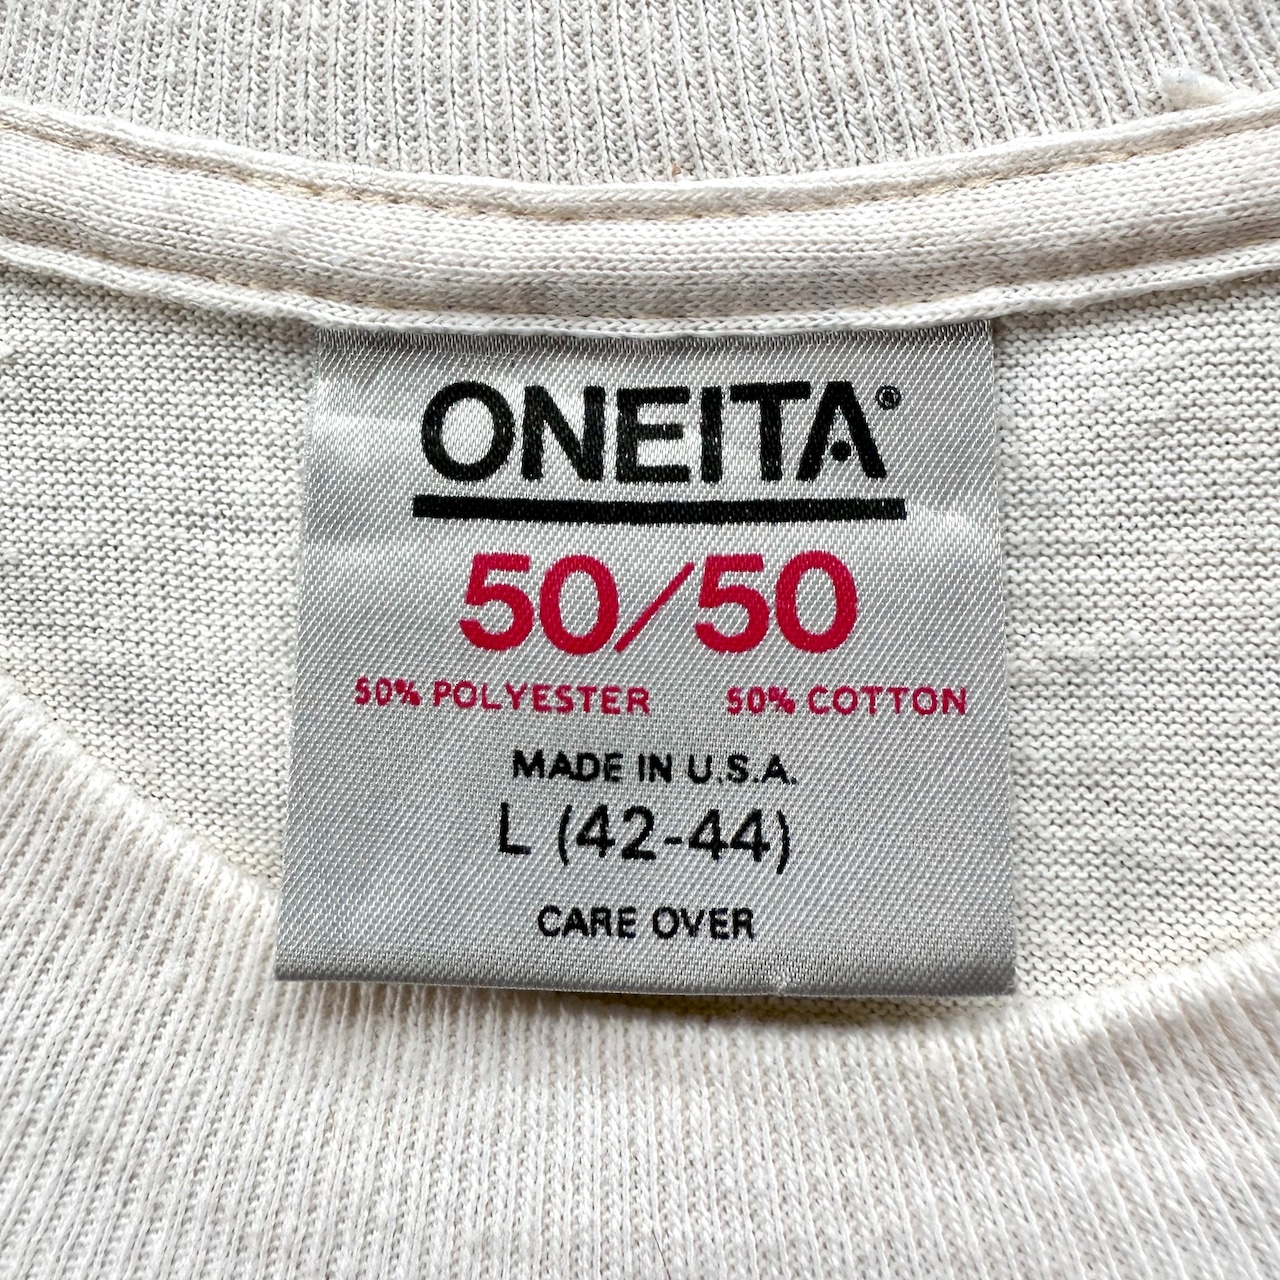 ONEITA®
50/50
50% POLYESTER 50% COTTON
MADE IN U.S.A.
L (42-44)
CARE OVER